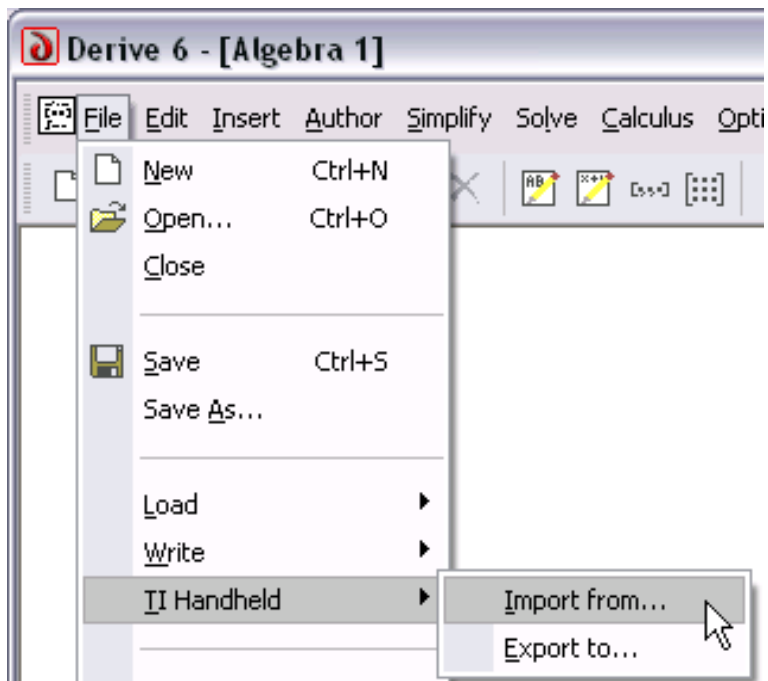 Derive 6 - [Algebra 1]
File Edit Insert Author Simplify Solve Calculus Opti
New Ctrl+N
Open... Ctrl+O
Close
Save Ctrl+S
Save As...
Load
Write
TI Handheld
Import from...
Export to...